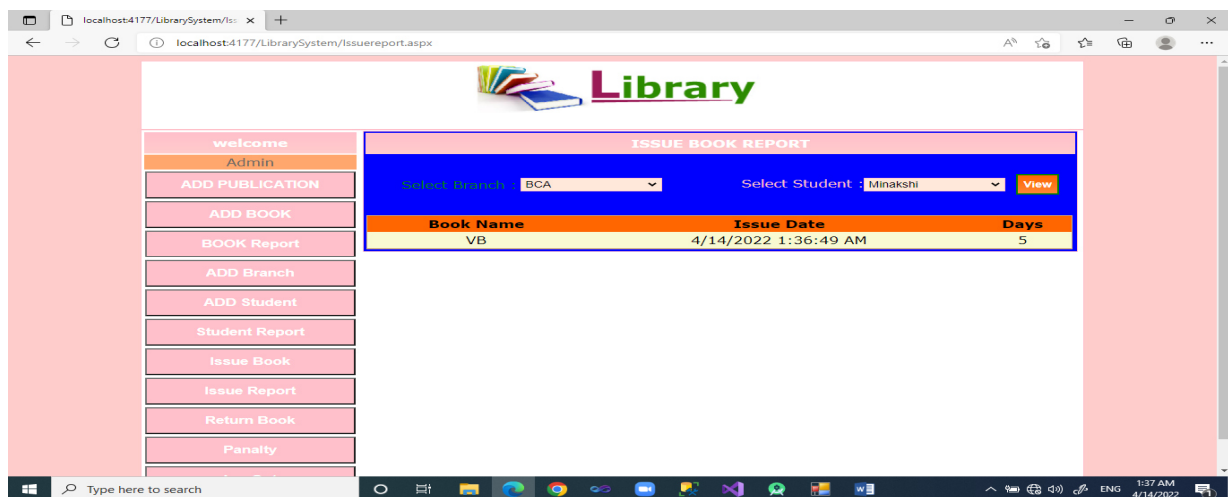 localhost:4177/LibrarySystem/Is
localhost:4177/LibrarySystem/Issuereport.aspx
Library
welcome
Admin
ADD PUBLICATION
ADD BOOK
BOOK Report
ADD Branch
ADD Student
Student Report
Issue Book
Issue Report
Return Book
Panalty
ISSUE BOOK REPORT
Select Branch : BCA Select Student : Minakshi View
Book Name Issue Date Days
VB 4/14/2022 1:36:49 AM 5
Type here to search
ENG 1:37 AM
4/14/2022